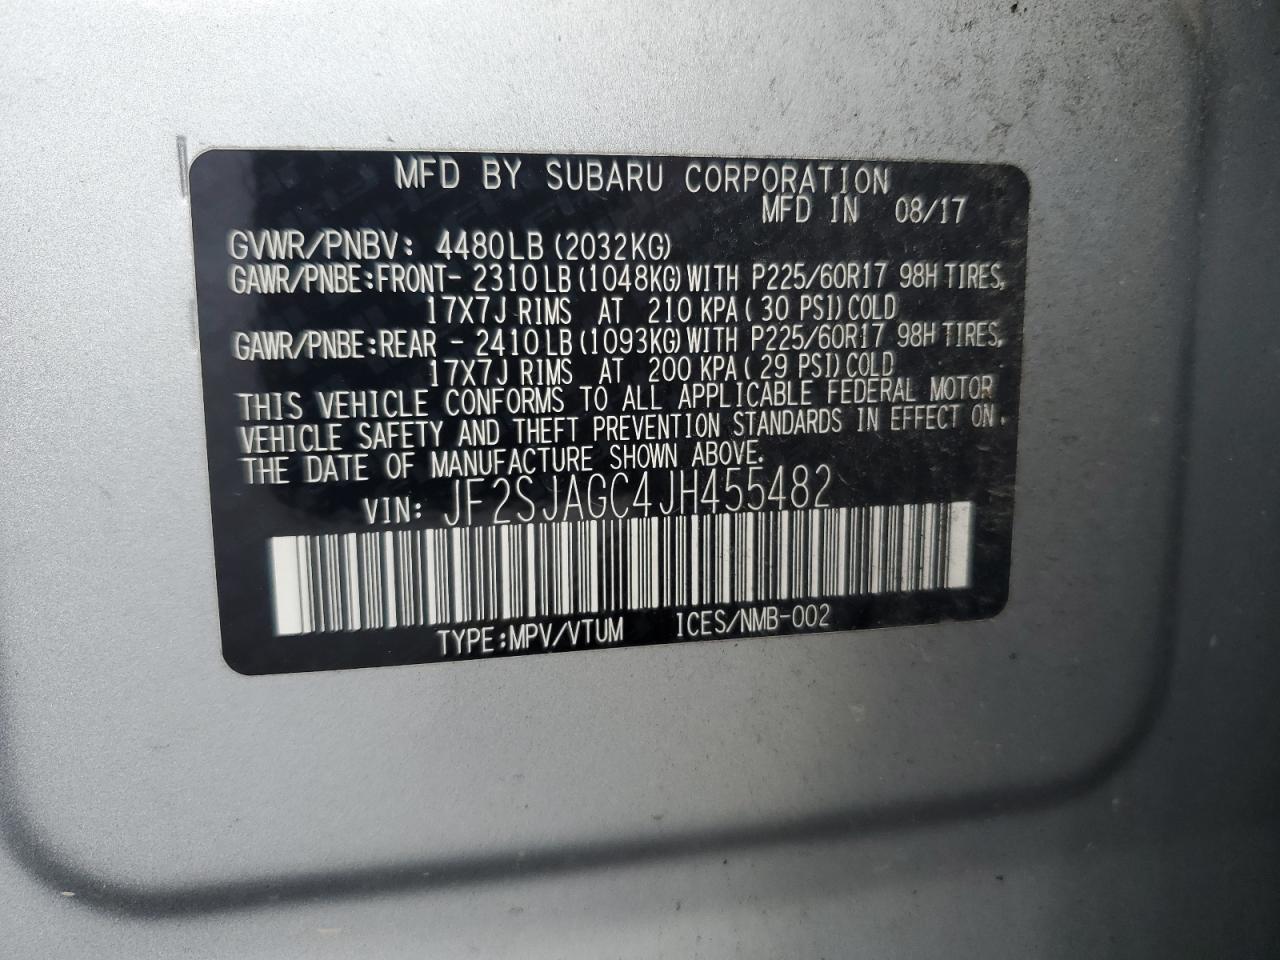 MFD BY SUBARU CORPORATION
MFD IN 08/17
GVWR/PNBV: 4480LB(2032KG)
GAWR/PNBE:FRONT- 2310LB(1048KG)WITH P225/60R17 98H TIRES,
17X7J RIMS AT 210 KPA(30 PSI)COLD
GAWR/PNBE:REAR - 2410LB(1093KG)WITH P225/60R17 98H TIRES,
17X7J RIMS AT 200 KPA(29 PSI)COLD
THIS VEHICLE CONFORMS TO ALL APPLICABLE FEDERAL MOTOR
VEHICLE SAFETY AND THEFT PREVENTION STANDARDS IN EFFECT ON
THE DATE OF MANUFACTURE SHOWN ABOVE.
VIN: JF2SJAGC4JH455482
TYPE:MPV/VTUM ICES/NMB-002